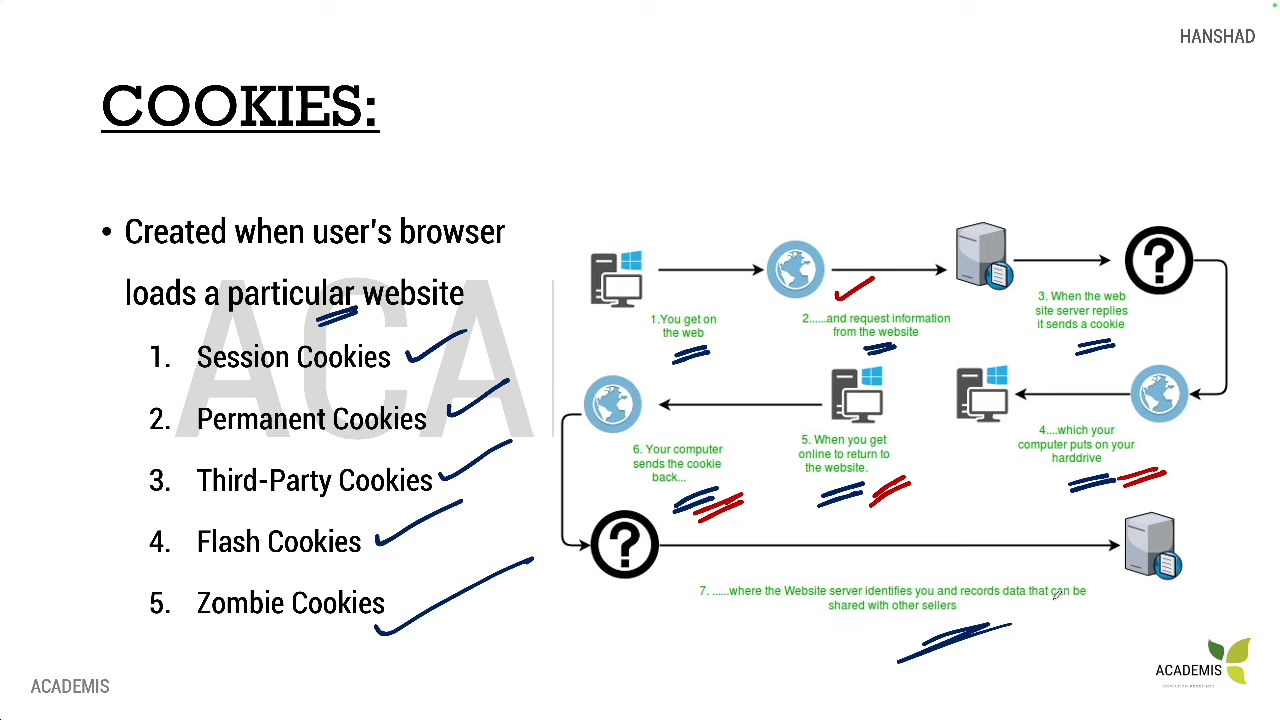 HANSHAD
COOKIES:
• Created when user's browser
loads a particular website
1. Session Cookies
2. Permanent Cookies
3. Third-Party Cookies
4. Flash Cookies
5. Zombie Cookies
1.You get on
the web
2......and request information
from the website
3. When the web
site server replies
it sends a cookie
4....which your
computer puts on your
harddrive
5. When you get
online to return to
the website.
6. Your computer
sends the cookie
back...
7. ......where the Website server identifies you and records data that can be
shared with other sellers
ACA
ACADEMIS
ACADEMIS